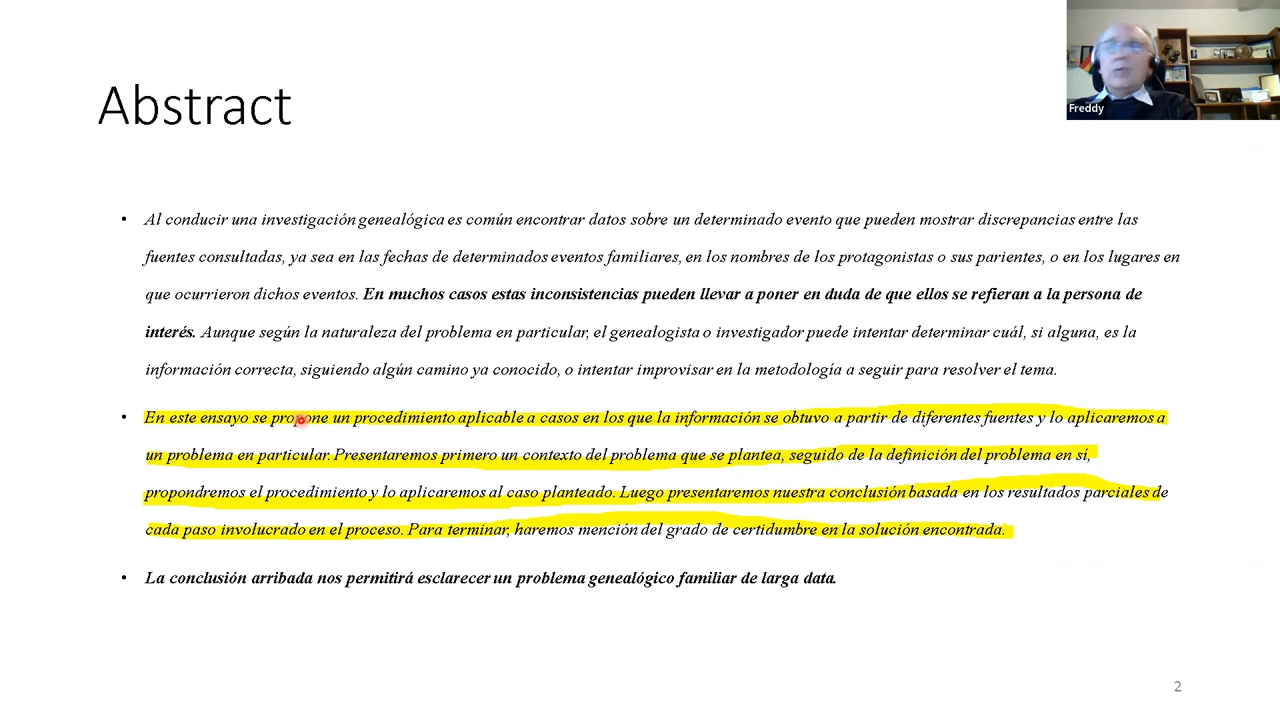 Freddy
Abstract
• Al conducir una investigación genealógica es común encontrar datos sobre un determinado evento que pueden mostrar discrepancias entre las
fuentes consultadas, ya sea en las fechas de determinados eventos familiares, en los nombres de los protagonistas o sus parientes, o en los lugares en
que ocurrieron dichos eventos. En muchos casos estas inconsistencias pueden llevar a poner en duda de que ellos se refieran a la persona de
interés. Aunque según la naturaleza del problema en particular, el genealogista o investigador puede intentar determinar cuál, si alguna, es la
información correcta, siguiendo algún camino ya conocido, o intentar improvisar en la metodología a seguir para resolver el tema.
• En este ensayo se propone un procedimiento aplicable a casos en los que la información se obtuvo a partir de diferentes fuentes y lo aplicaremos a
un problema en particular. Presentaremos primero un contexto del problema que se plantea, seguido de la definición del problema en sí,
propondremos el procedimiento y lo aplicaremos al caso planteado. Luego presentaremos nuestra conclusión basada en los resultados parciales de
cada paso involucrado en el proceso. Para terminar, haremos mención del grado de certidumbre en la solución encontrada.
• La conclusión arribada nos permitirá esclarecer un problema genealógico familiar de larga data.
2